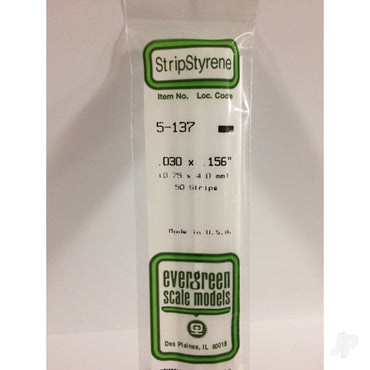 StripStyrene
Item No. Loc. Code
5-137
.030 x .156"
(0.75 x 4.0 mm)
50 Strips
Made in U.S.A.
evergreen
scale models
Des Plaines, IL 60018
JP